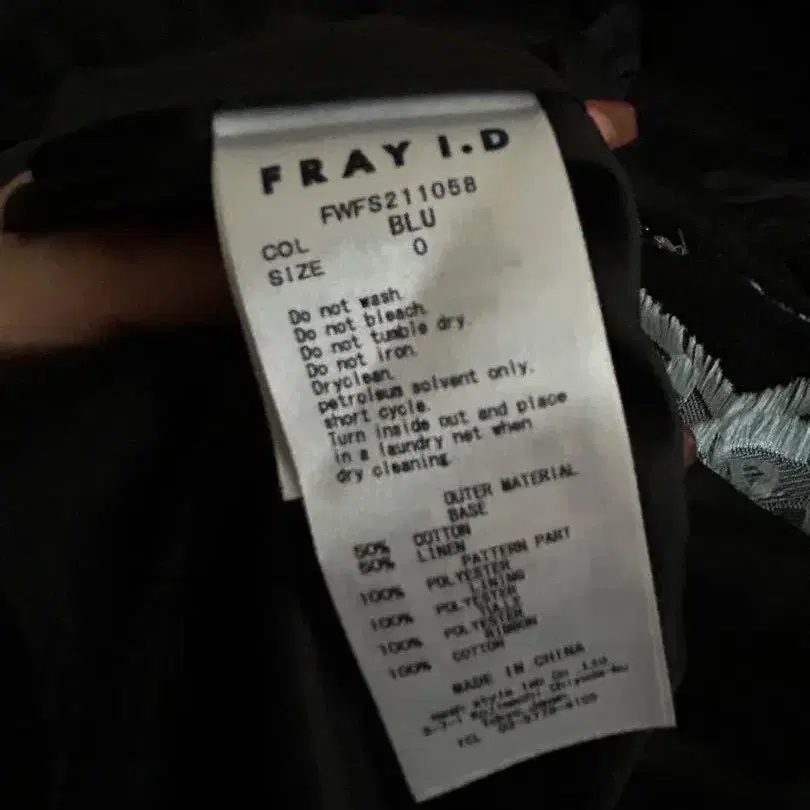 FRAY I.D
FWFS211058
COL BLU
SIZE 0
Do not wash.
Do not bleach.
Do not tumble dry.
Do not iron.
Dryclean.
petroleum solvent only.
short cycle.
Turn inside out and place
in a laundry net when
dry cleaning.
OUTER MATERIAL
BASE
50% COTTON
50% LINEN
PATTERN PART
100% POLYESTER
LINING
100% POLYESTER
100% POLYESTER
RIBBON
100% COTTON
MADE IN CHINA
Tokyo, Japan
TEL